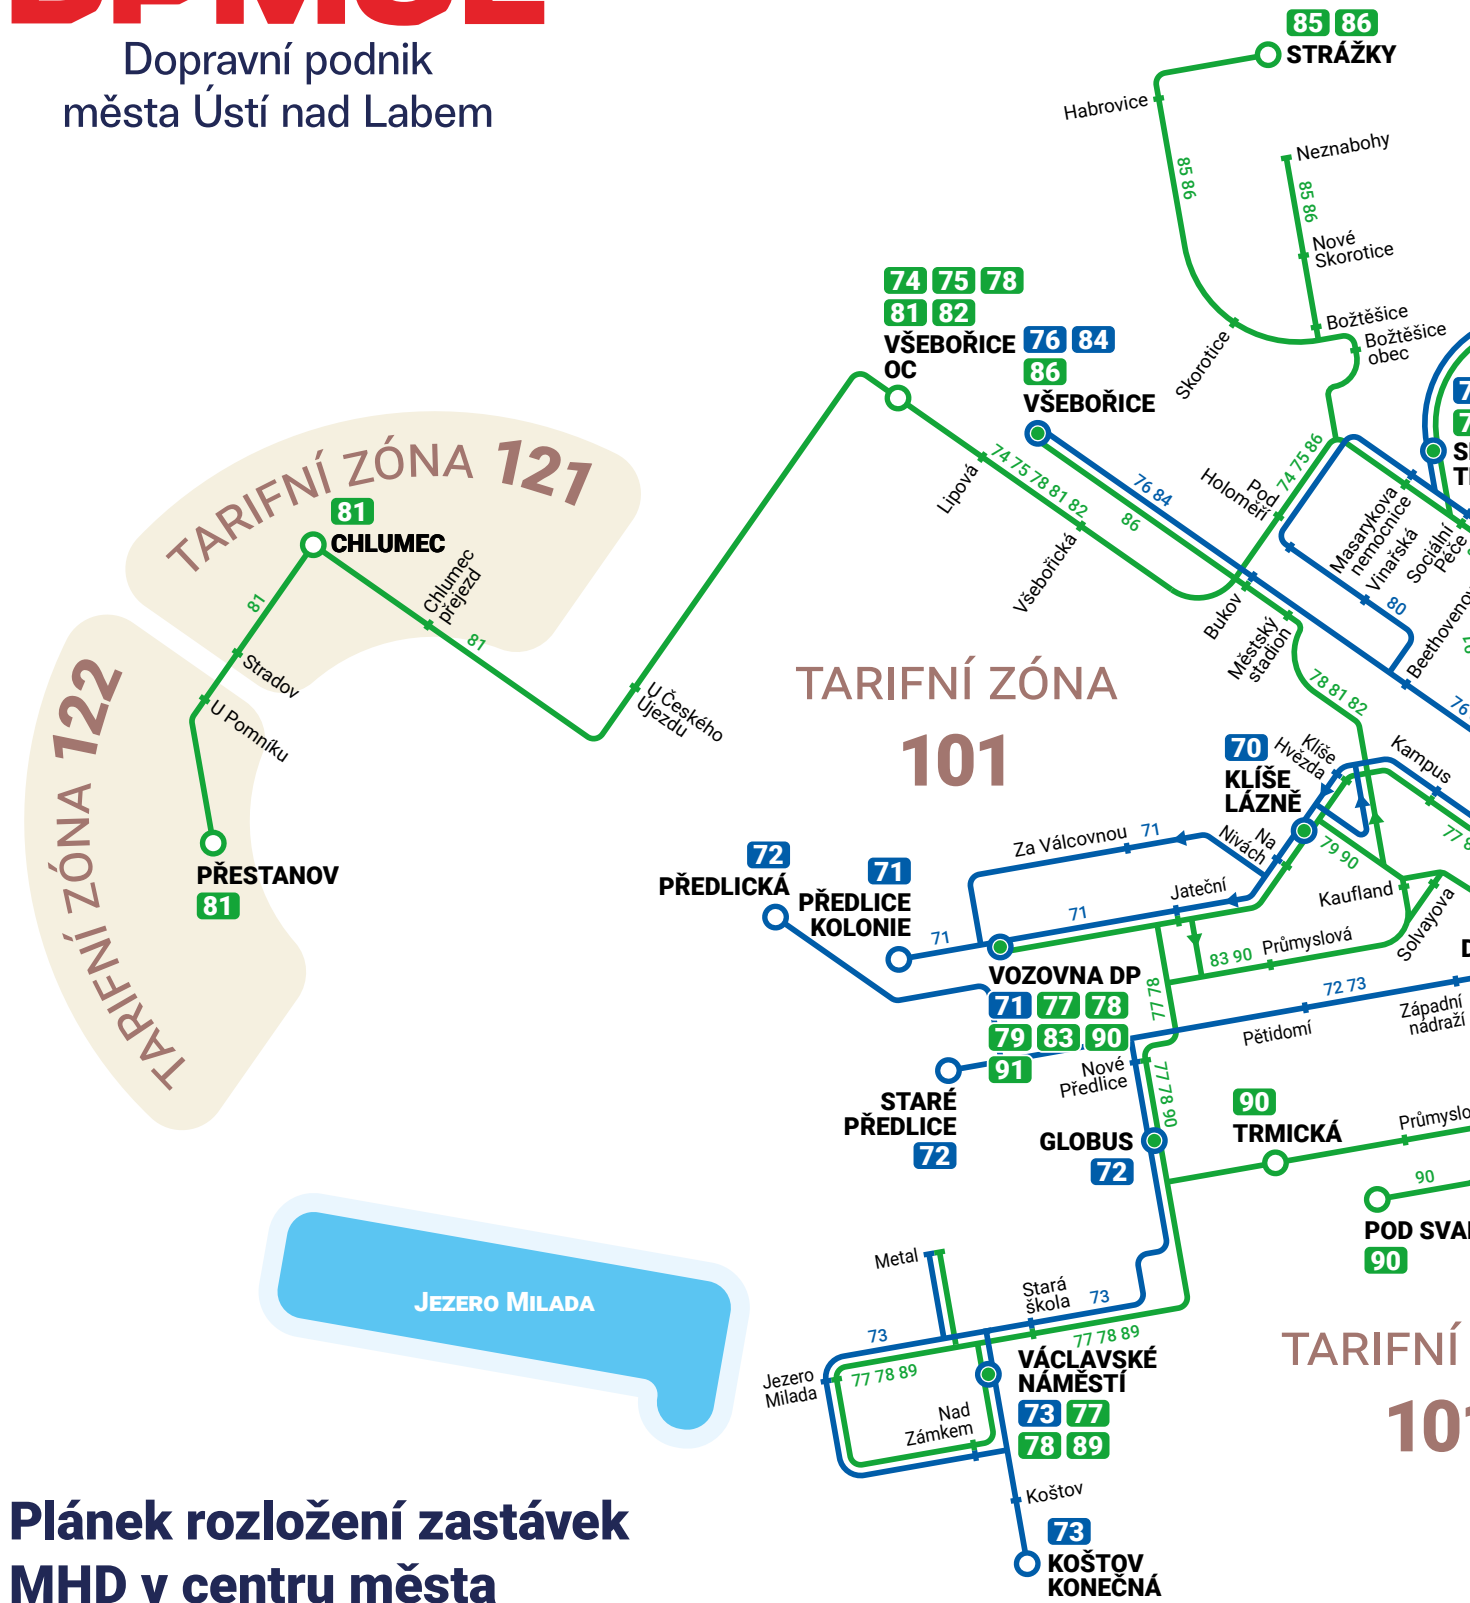 DPMÚL
Dopravní podnik
města Ústí nad Labem
85 86
STRÁŽKY
Habrovice
85 86
Neznabohy
85 86
Nové
Skorotice
Božtěšice
Božtěšice
obec
Skorotice
74 75 78
81 82
VŠEBOŘICE
OC
76 84
86
VŠEBOŘICE
Lipová
74 75 78 81 82
Všebořická
76 84
86
Pod
Holoměří
74 75 86
Masarykova
nemocnice
Vinařská
Sociální
Péče
80
Bukov
Městský
stadion
Beethovenov
76
78 81 82
TARIFNÍ ZÓNA 121
81
CHLUMEC
Chlumec
přejezd
81
81
Stradov
U Pomníku
U Českého
Újezdu
TARIFNÍ ZÓNA 122
PŘESTANOV
81
TARIFNÍ ZÓNA
101
70
KLÍŠE
LÁZNĚ
Klíše
Hvězda
Kampus
Na
Nivách
79 90
Za Válcovnou
71
72
PŘEDLICKÁ
71
PŘEDLICE
KOLONIE
71
71
Jateční
Kaufland
Solvayova
83 90
Průmyslová
VOZOVNA DP
71 77 78
79 83 90
91
77 78
72 73
Pětidomí
Západní
nádraží
Nové
Předlice
77 78 90
STARÉ
PŘEDLICE
72
GLOBUS
72
90
TRMICKÁ
Průmyslo
90
POD SVAH
90
JEZERO MILADA
Metal
Stará
škola
73
73
77 78 89
77 78 89
Jezero
Milada
VÁCLAVSKÉ
NÁMĚSTÍ
73 77
78 89
Nad
Zámkem
TARIFNÍ
101
Koštov
73
KOŠTOV
KONEČNÁ
Plánek rozložení zastávek
MHD v centru města